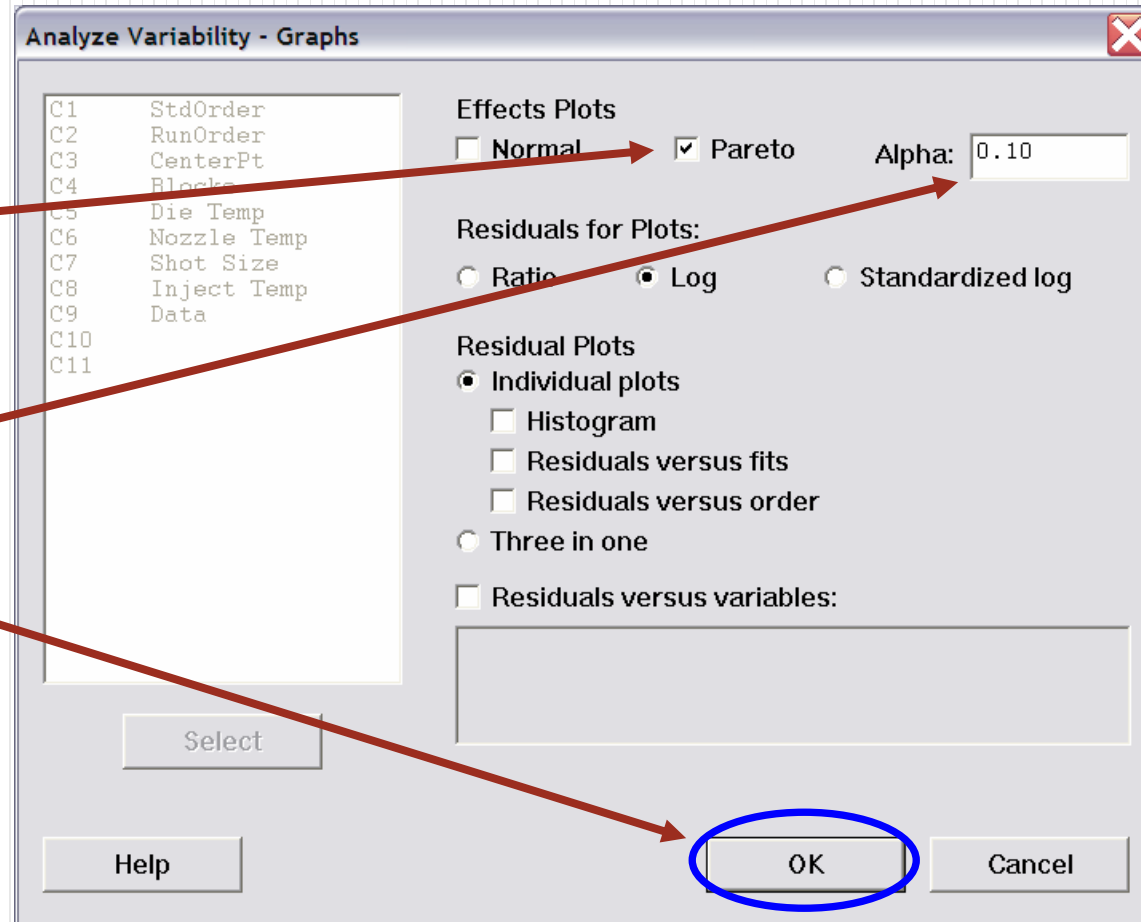 Analyze Variability - Graphs
C1 StdOrder
C2 RunOrder
C3 CenterPt
C4 Blocks
C5 Die Temp
C6 Nozzle Temp
C7 Shot Size
C8 Inject Temp
C9 Data
C10
C11
Select
Effects Plots
Normal Pareto Alpha: 0.10
Residuals for Plots:
Ratio Log Standardized log
Residual Plots
Individual plots
Histogram
Residuals versus fits
Residuals versus order
Three in one
Residuals versus variables:
Help OK Cancel